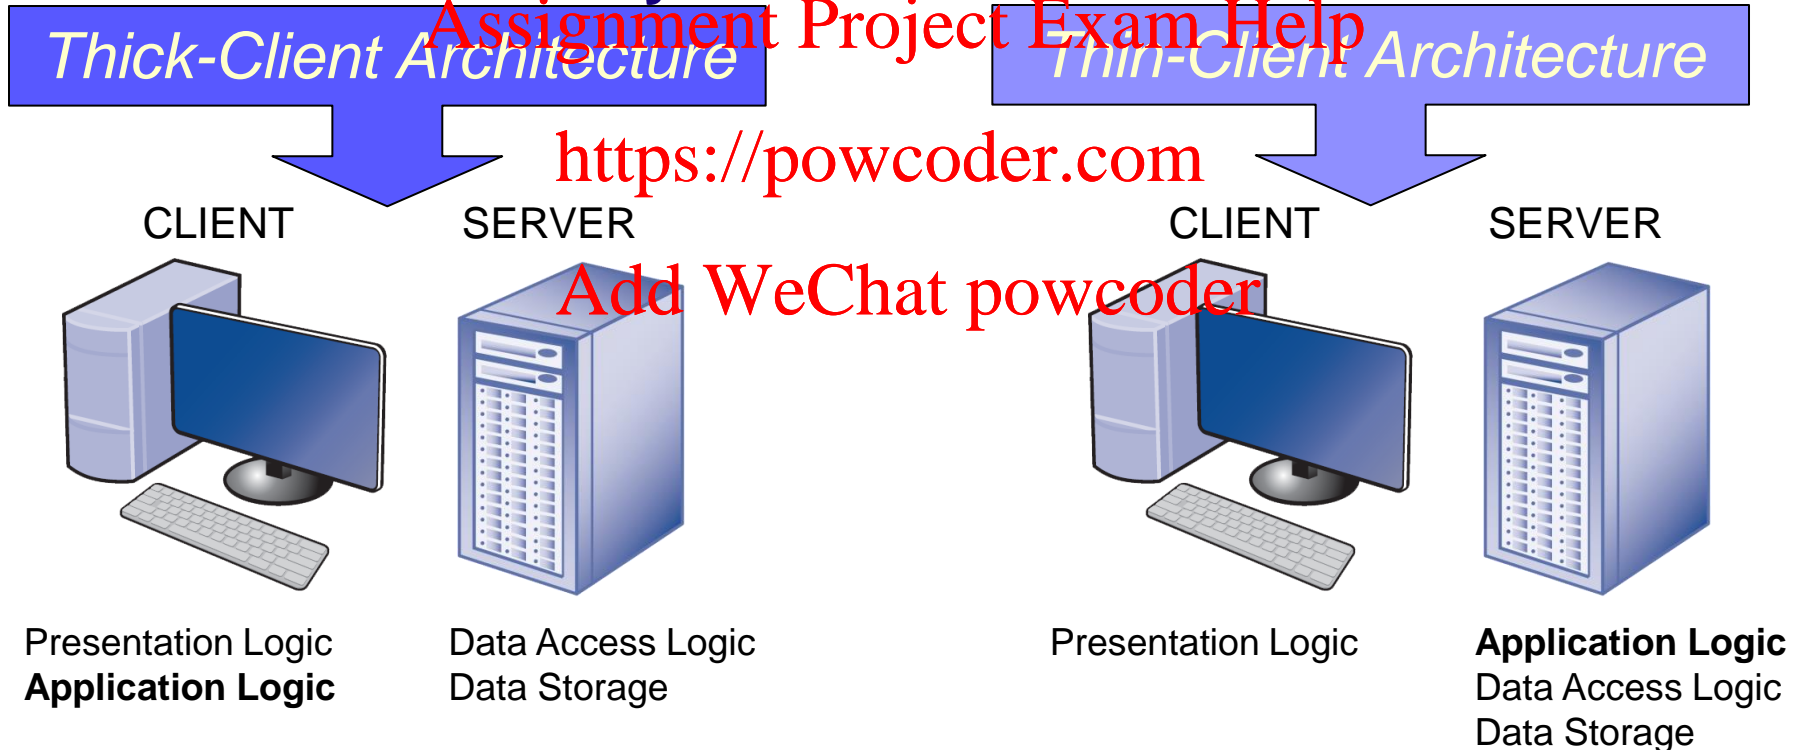 Assignment Project Exam Help
Thick-Client Architecture
Thin-Client Architecture
https://powcoder.com
CLIENT
SERVER
CLIENT
SERVER
Add WeChat powcoder
Presentation Logic
Application Logic
Data Access Logic
Data Storage
Presentation Logic
Application Logic
Data Access Logic
Data Storage